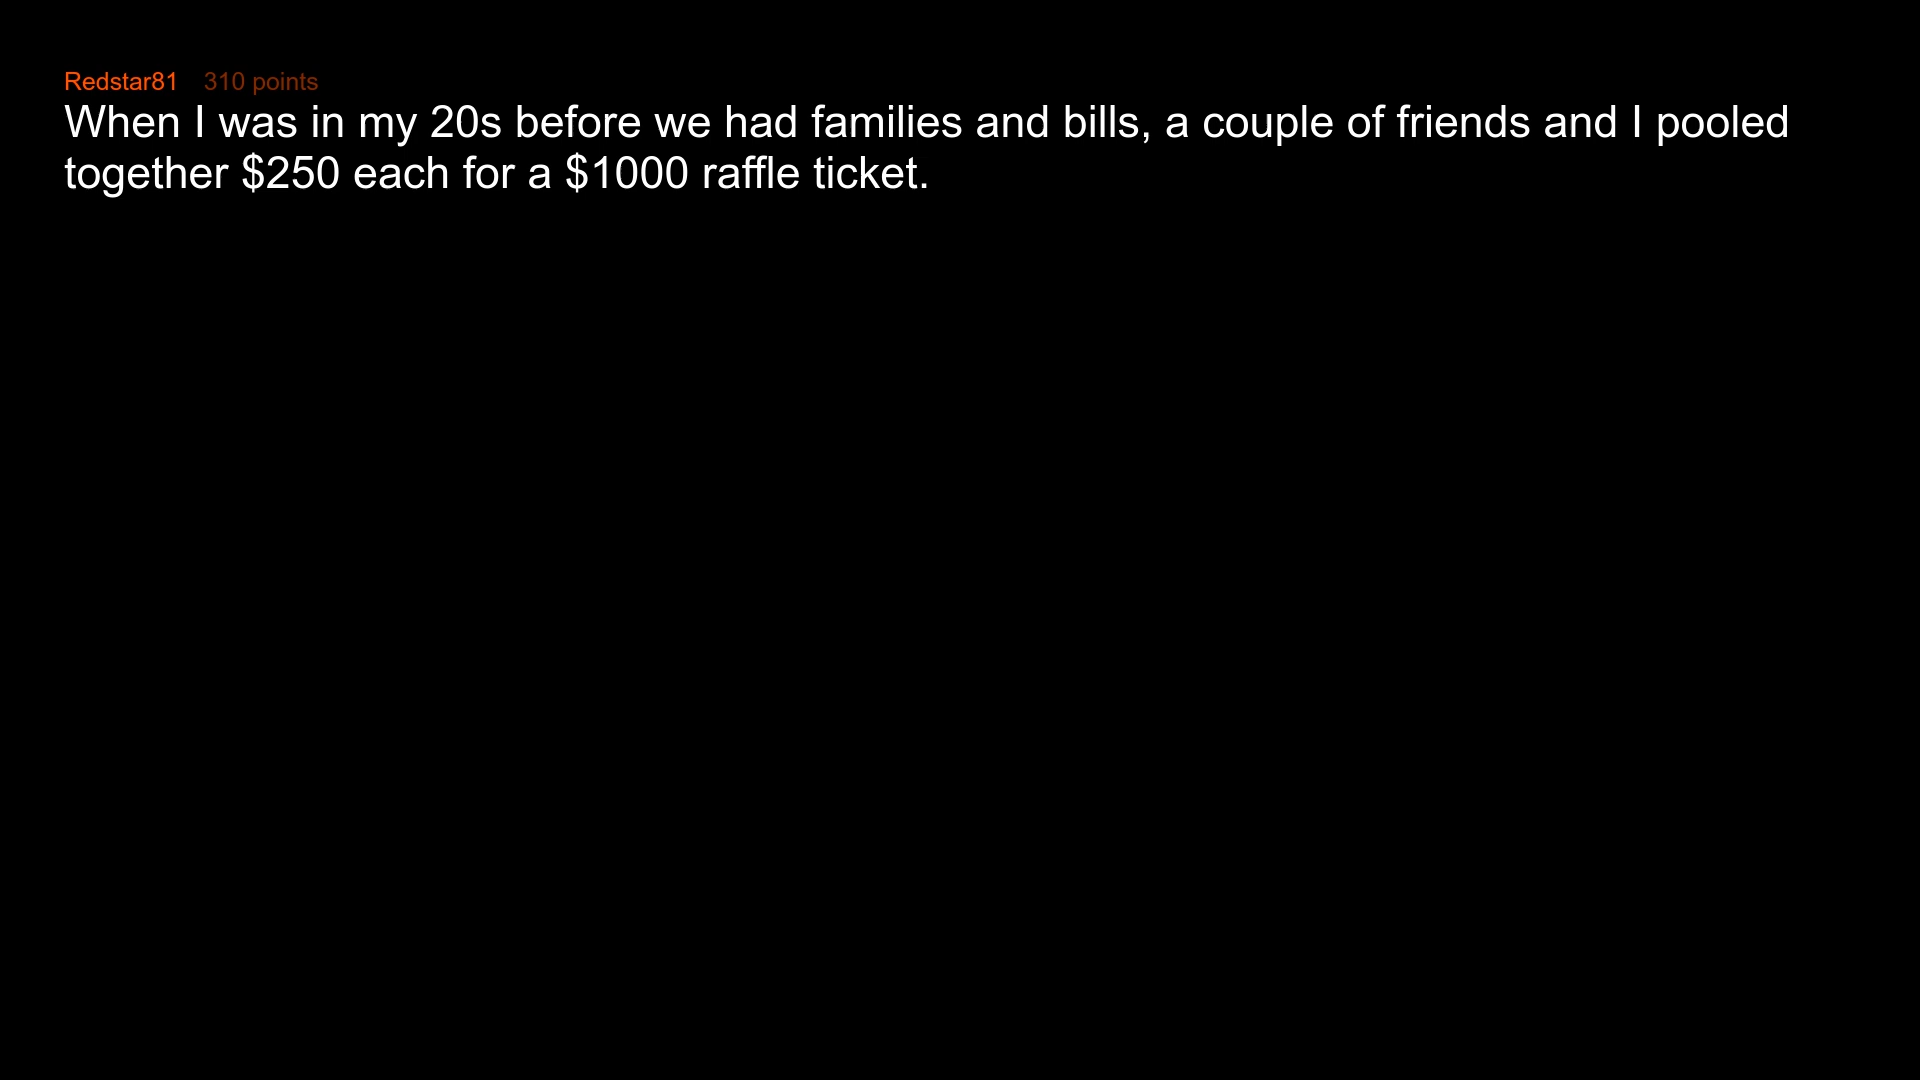 Redstar81 310 points
When I was in my 20s before we had families and bills, a couple of friends and I pooled
together $250 each for a $1000 raffle ticket.